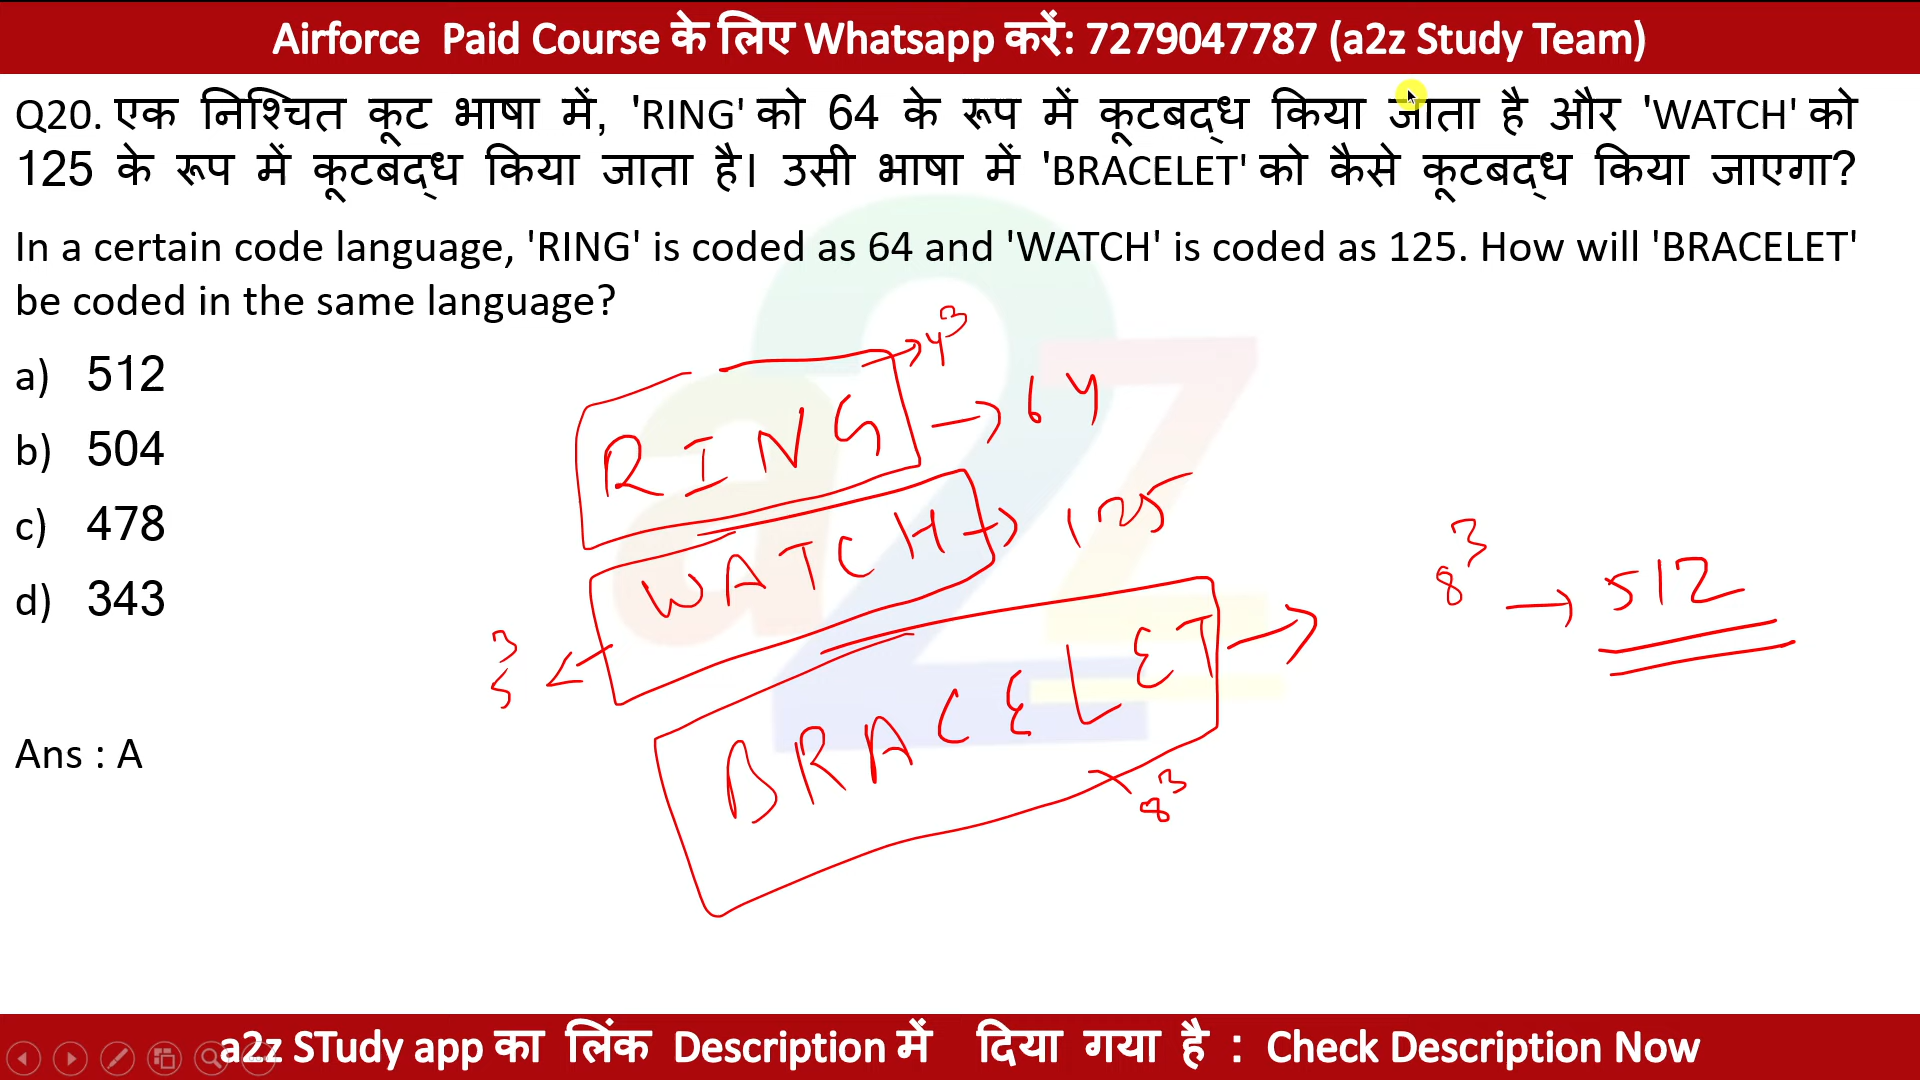 Airforce Paid Course के लिए Whatsapp करें: 7279047787 (a2z Study Team)
Q20. एक निश्चित कूट भाषा में, 'RING' को 64 के रूप में कूटबद्ध किया जाता है और 'WATCH' को
125 के रूप में कूटबद्ध किया जाता है। उसी भाषा में 'BRACELET' को कैसे कूटबद्ध किया जाएगा?
In a certain code language, 'RING' is coded as 64 and 'WATCH' is coded as 125. How will 'BRACELET'
be coded in the same language?
a) 512
b) 504
c) 478
d) 343
Ans : A
4³
RING → 64
WATCH → 125
5³
BRACELET →
8³
8³ → 512
a2z
a2z STudy app का लिंक Description में दिया गया है : Check Description Now